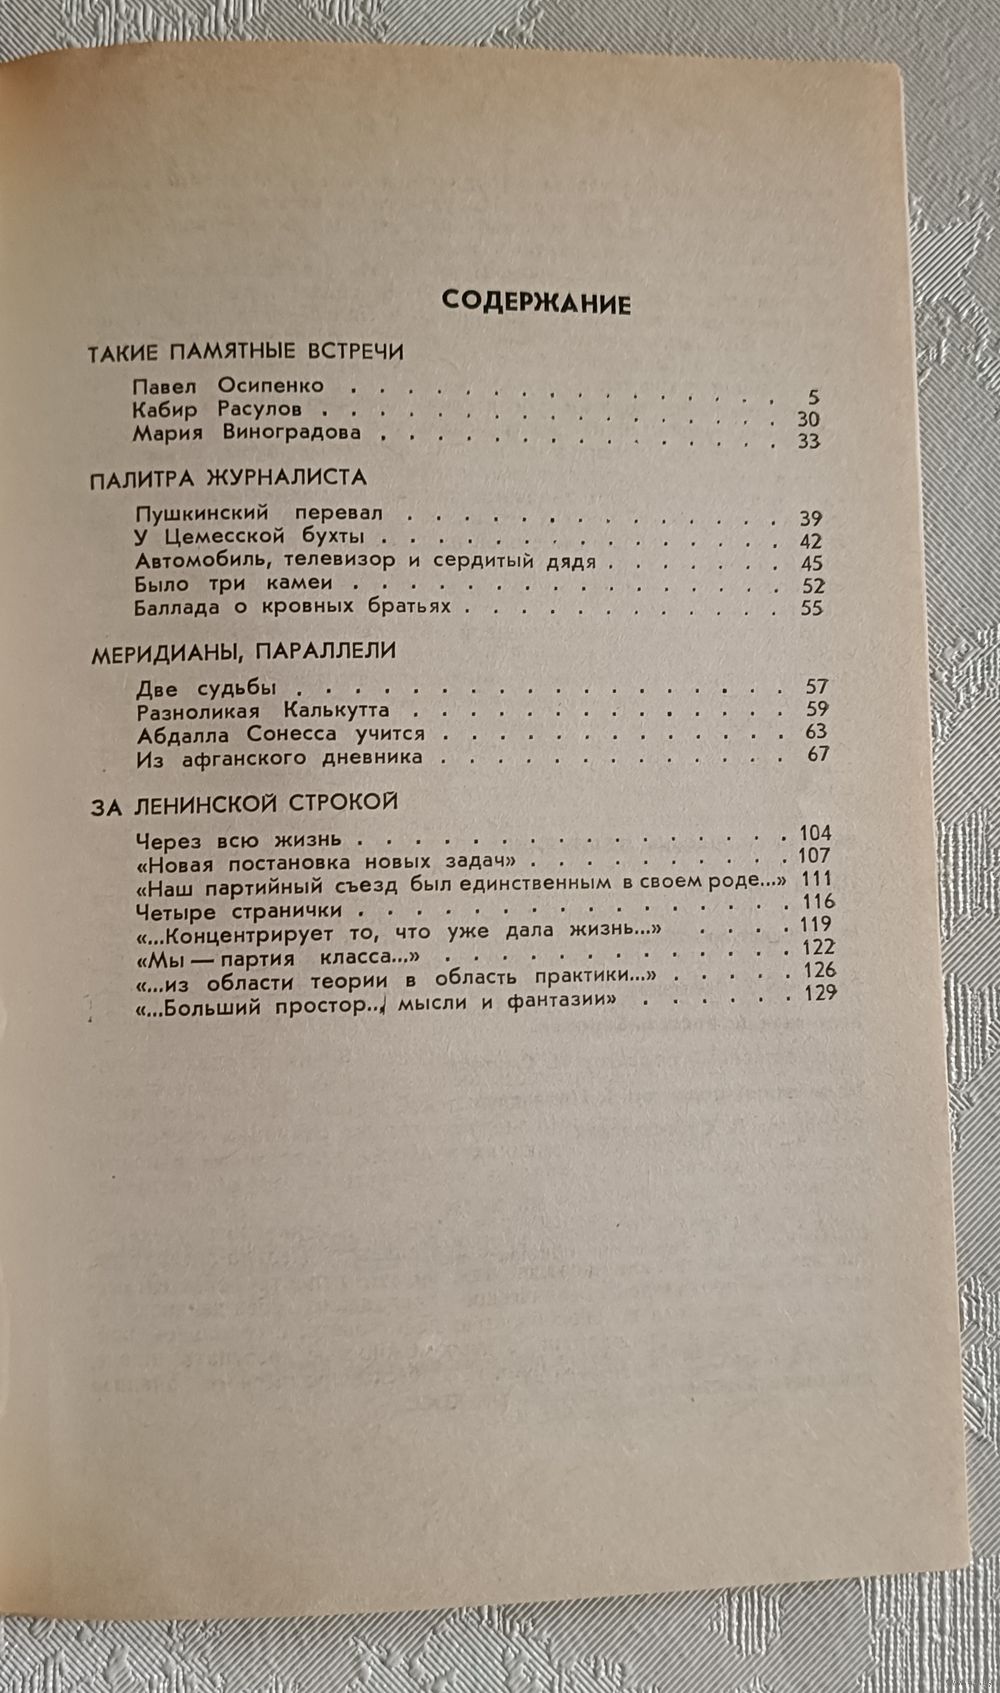 СОДЕРЖАНИЕ
ТАКИЕ ПАМЯТНЫЕ ВСТРЕЧИ
Павел Осипенко . . . . . . . . . . . . . . . . 5
Кабир Расулов . . . . . . . . . . . . . . . . 30
Мария Виноградова . . . . . . . . . . . . . . 33
ПАЛИТРА ЖУРНАЛИСТА
Пушкинский перевал . . . . . . . . . . . . . 39
У Цемесской бухты . . . . . . . . . . . . . . 42
Автомобиль, телевизор и сердитый дядя . . . . . . . 45
Было три камеи . . . . . . . . . . . . . . . 52
Баллада о кровных братьях . . . . . . . . . . . 55
МЕРИДИАНЫ, ПАРАЛЛЕЛИ
Две судьбы . . . . . . . . . . . . . . . . . 57
Разноликая Калькутта . . . . . . . . . . . . . 59
Абдалла Сонесса учится . . . . . . . . . . . . 63
Из афганского дневника . . . . . . . . . . . . 67
ЗА ЛЕНИНСКОЙ СТРОКОЙ
Через всю жизнь . . . . . . . . . . . . . . . 104
«Новая постановка новых задач» . . . . . . . . . 107
«Наш партийный съезд был единственным в своем роде...» 111
Четыре странички . . . . . . . . . . . . . . . 116
«...Концентрирует то, что уже дала жизнь...» . . . . 119
«Мы — партия класса...» . . . . . . . . . . . . 122
«...из области теории в область практики...» . . . . . 126
«...Больший простор... мысли и фантазии» . . . . . . 129